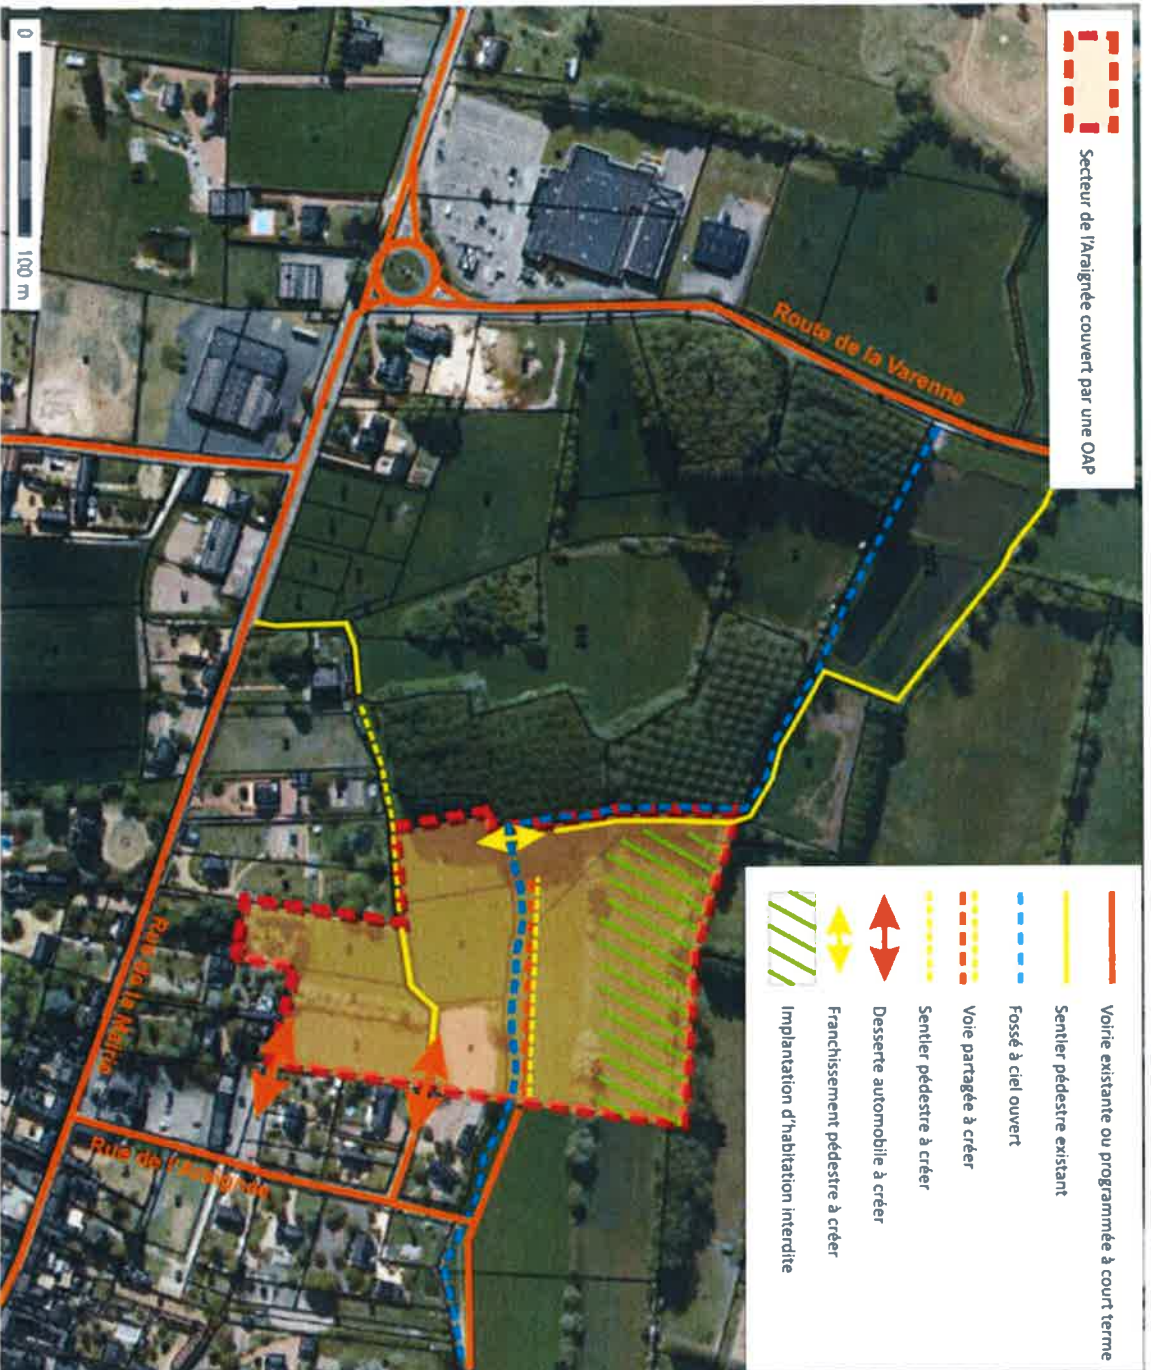 Secteur de l'Araignée couvert par une OAP
Voirie existante ou programmée à court terme
Sentier pédestre existant
Fossé à ciel ouvert
Voie partagée à créer
Sentier pédestre à créer
Desserte automobile à créer
Franchissement pédestre à créer
Implantation d'habitation interdite
Route de la Varenne
Rue de la Mairie
Rue de l'Araignée
0 100 m